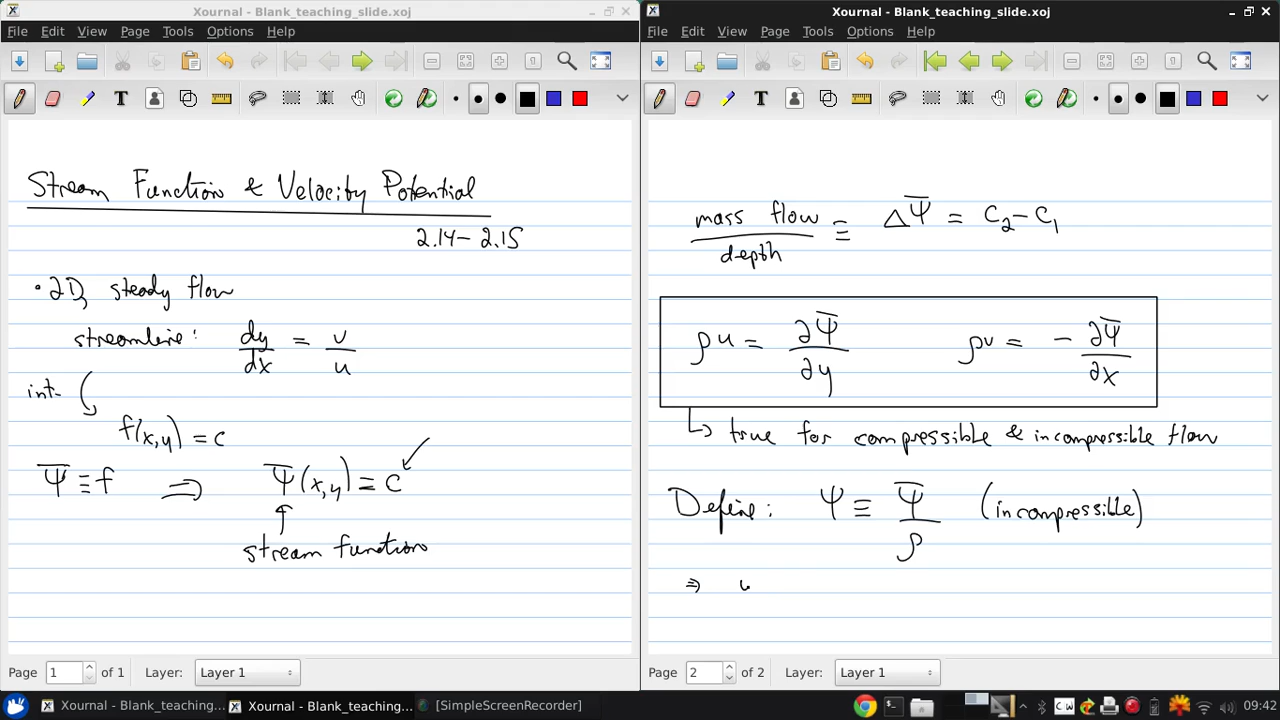 Xournal - Blank_teaching_slide.xoj
File Edit View Page Tools Options Help
Stream Function & Velocity Potential
2.14 - 2.15
• 2D, steady flow
streamline: dy/dx = v/u
int.
f(x,y) = c
Ψ̅ ≡ f ⇒ Ψ̅(x,y) = c
stream function
Page 1 of 1 Layer: Layer 1
Xournal - Blank_teaching_slide.xoj
File Edit View Page Tools Options Help
mass flow / depth ≡ ΔΨ̅ = C₂ - C₁
ρu = ∂Ψ̅/∂y ρv = - ∂Ψ̅/∂x
↳ true for compressible & incompressible flow
Define: Ψ ≡ Ψ̅/ρ (incompressible)
⇒
Page 2 of 2 Layer: Layer 1
Xournal - Blank_teaching... Xournal - Blank_teaching... [SimpleScreenRecorder] CW 09:42